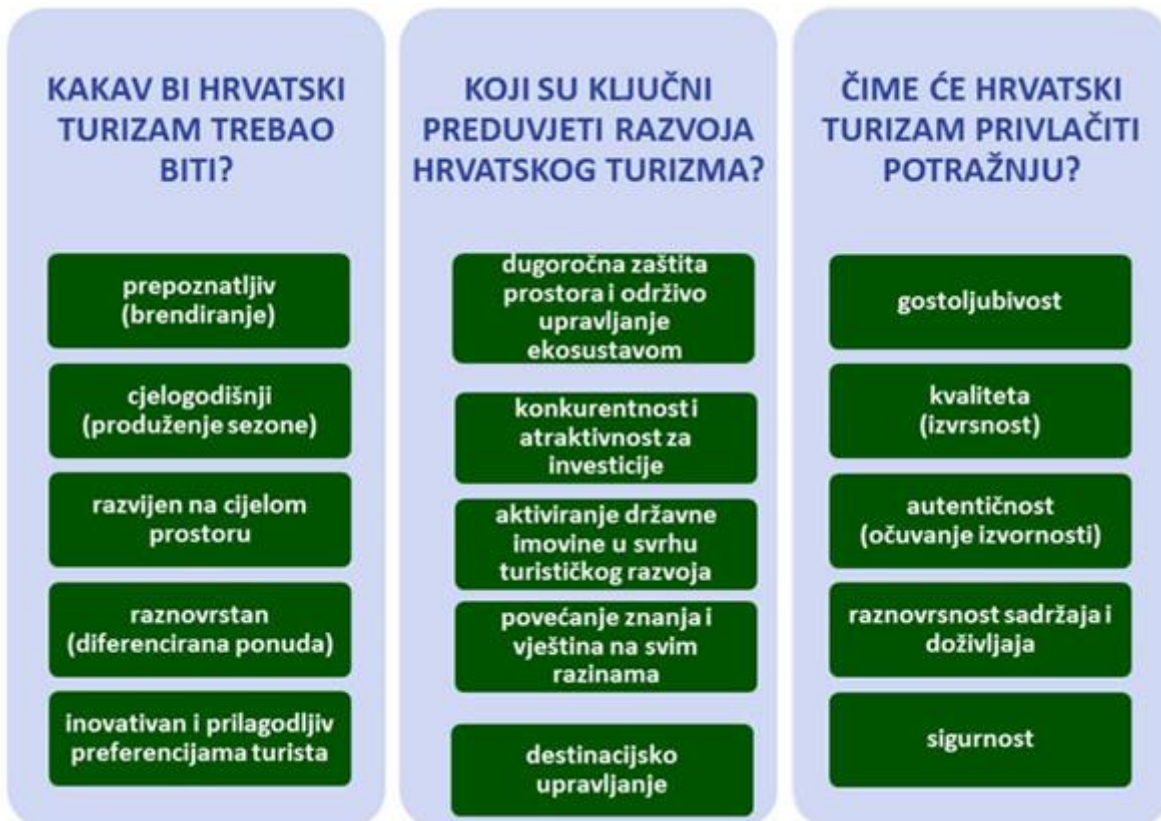 KAKAV BI HRVATSKI
TURIZAM TREBAO
BITI?
prepoznatljiv
(brendiranje)
cjelogodišnji
(produženje sezone)
razvijen na cijelom
prostoru
raznovrstan
(diferencirana ponuda)
inovativan i prilagodljiv
preferencijama turista
KOJI SU KLJUČNI
PREDUVJETI RAZVOJA
HRVATSKOG TURIZMA?
dugoročna zaštita
prostora i održivo
upravljanje
ekosustavom
konkurentnost i
atraktivnost za
investicije
aktiviranje državne
imovine u svrhu
turističkog razvoja
povećanje znanja i
vještina na svim
razinama
destinacijsko
upravljanje
ČIME ĆE HRVATSKI
TURIZAM PRIVLAČITI
POTRAŽNJU?
gostoljubivost
kvaliteta
(izvrsnost)
autentičnost
(očuvanje izvornosti)
raznovrsnost sadržaja i
doživljaja
sigurnost